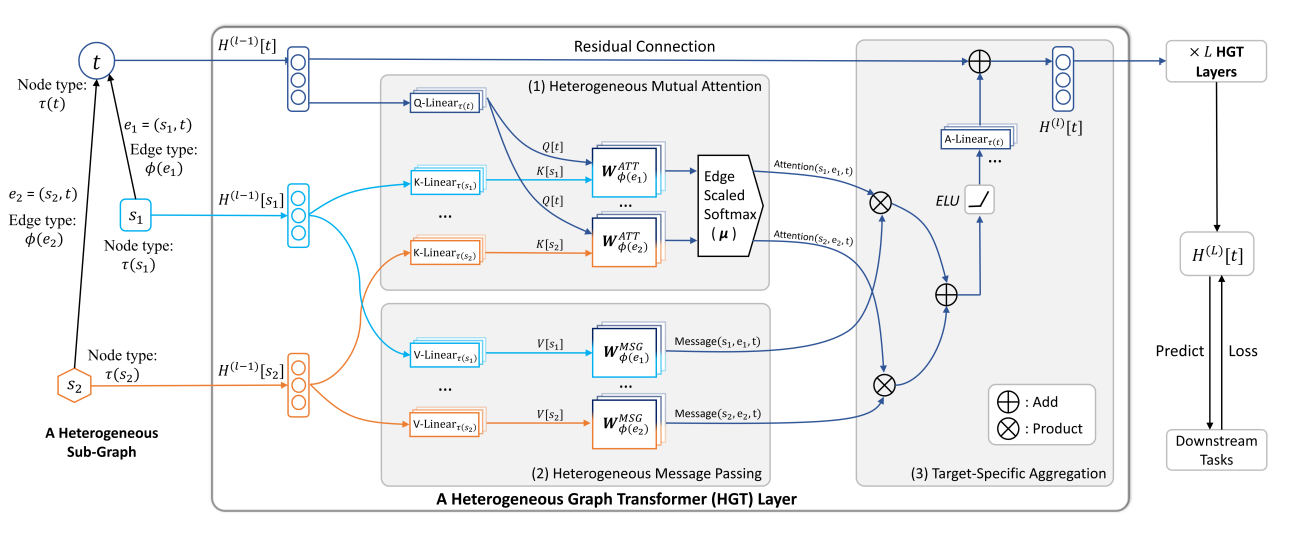 t
Node type:
τ(t)
e₁ = (s₁, t)
Edge type:
ϕ(e₁)
e₂ = (s₂, t)
Edge type:
ϕ(e₂)
s₁
Node type:
τ(s₁)
Node type:
τ(s₂)
s₂
A Heterogeneous
Sub-Graph
H^(l−1)[t]
H^(l−1)[s₁]
H^(l−1)[s₂]
Residual Connection
(1) Heterogeneous Mutual Attention
Q-Linear_τ(t)
K-Linear_τ(s₁)
...
K-Linear_τ(s₂)
Q[t]
K[s₁]
Q[t]
K[s₂]
W^ATT_ϕ(e₁)
...
W^ATT_ϕ(e₂)
Edge
Scaled
Softmax
(μ)
Attention(s₁, e₁, t)
Attention(s₂, e₂, t)
V-Linear_τ(s₁)
...
V-Linear_τ(s₂)
V[s₁]
V[s₂]
W^MSG_ϕ(e₁)
...
W^MSG_ϕ(e₂)
Message(s₁, e₁, t)
Message(s₂, e₂, t)
(2) Heterogeneous Message Passing
H^(l)[t]
A-Linear_τ(t)
...
ELU
: Add
: Product
(3) Target-Specific Aggregation
A Heterogeneous Graph Transformer (HGT) Layer
× L HGT
Layers
H^(L)[t]
Predict
Loss
Downstream
Tasks